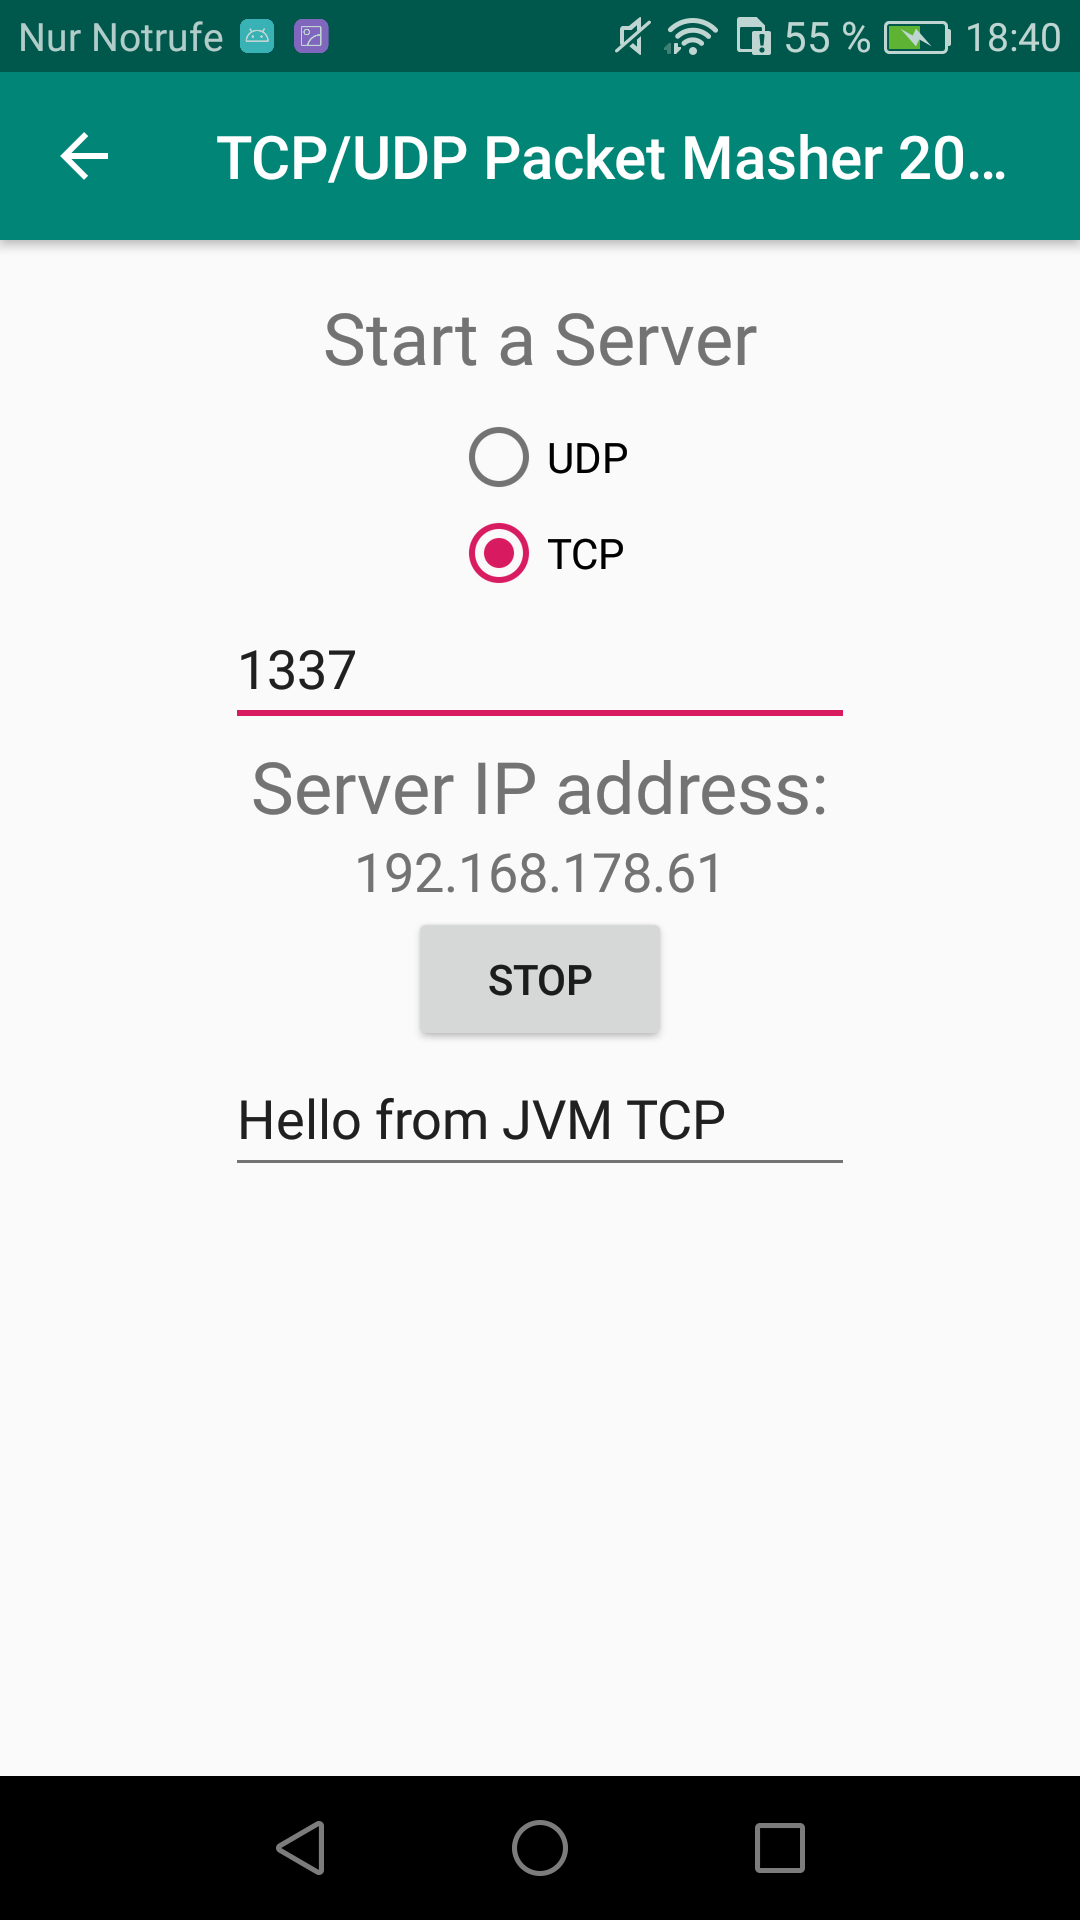 Nur Notrufe 55 % 18:40
TCP/UDP Packet Masher 20...
Start a Server
UDP
TCP
1337
Server IP address:
192.168.178.61
STOP
Hello from JVM TCP